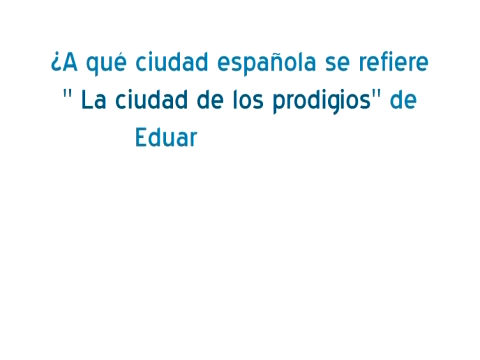 ¿A qué ciudad española se refiere
" La ciudad de los prodigios" de
Eduar